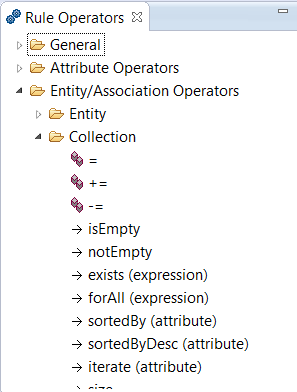 Rule Operators
General
Attribute Operators
Entity/Association Operators
Entity
Collection
=
+=
-=
isEmpty
notEmpty
exists (expression)
forAll (expression)
sortedBy (attribute)
sortedByDesc (attribute)
iterate (attribute)
size